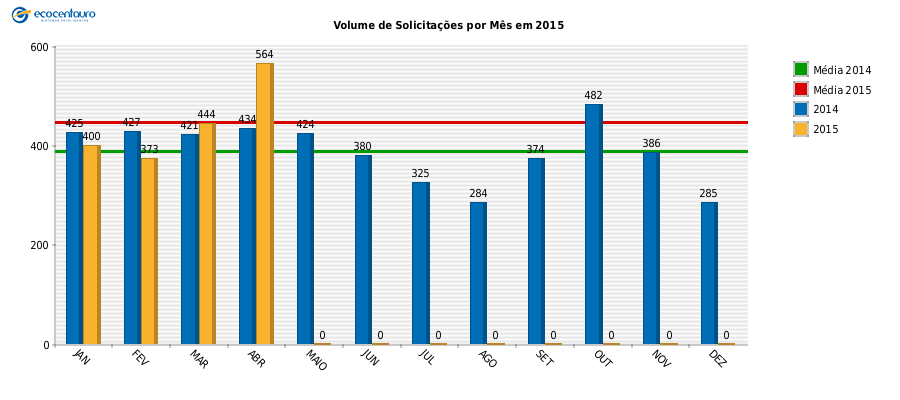 ecocentauro
Volume de Solicitações por Mês em 2015
600
400
200
0
425
400
427
373
421
444
434
564
424
0
380
0
325
0
284
0
374
0
482
0
386
0
285
0
JAN
FEV
MAR
ABR
MAIO
JUN
JUL
AGO
SET
OUT
NOV
DEZ
Média 2014
Média 2015
2014
2015